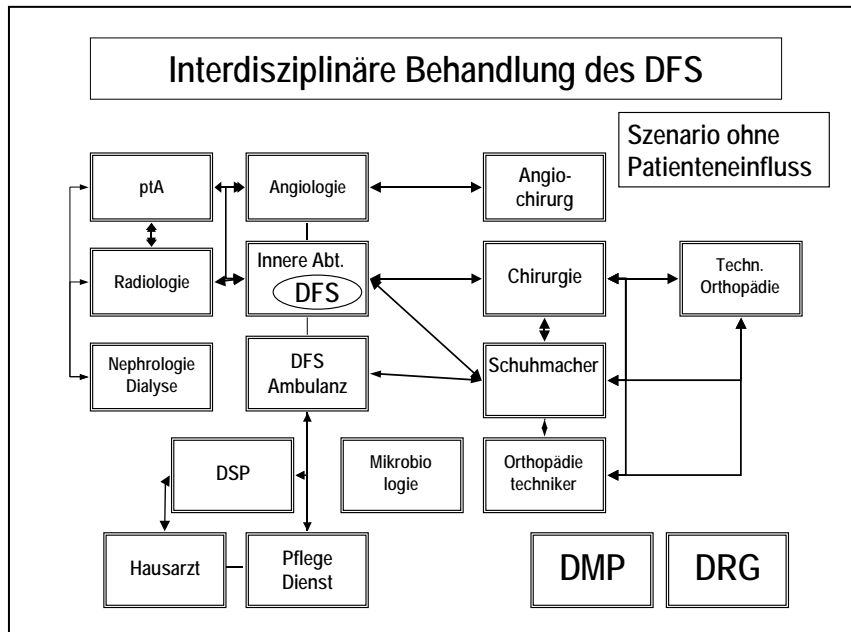 Interdisziplinäre Behandlung des DFS
Szenario ohne
Patienteneinfluss
ptA
Angiologie
Angio-
chirurg
Radiologie
Innere Abt.
DFS
Chirurgie
Techn.
Orthopädie
Nephrologie
Dialyse
DFS
Ambulanz
Schuhmacher
DSP
Mikrobio
logie
Orthopädie
techniker
Hausarzt
Pflege
Dienst
DMP
DRG